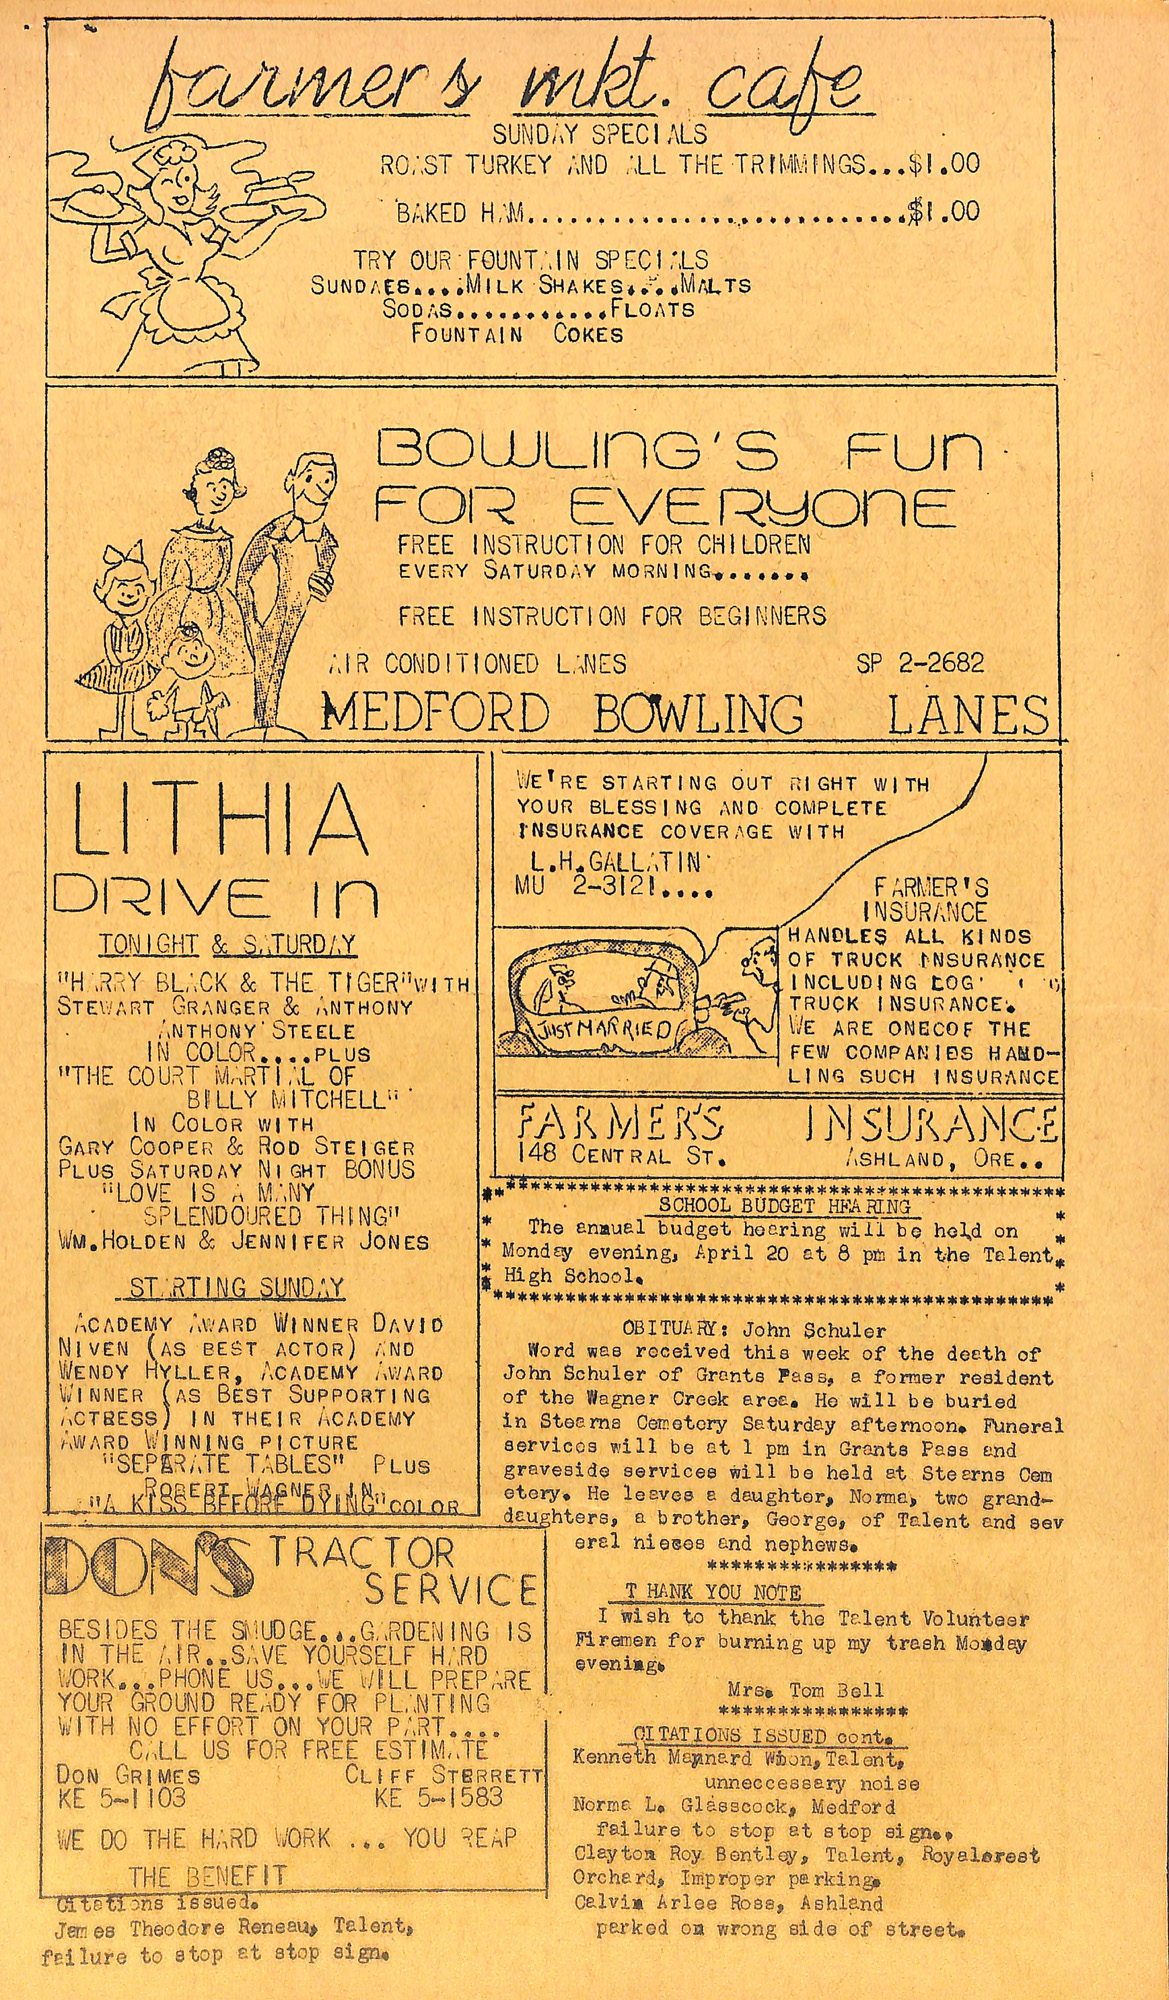 farmer's mkt. cafe
SUNDAY SPECIALS
ROAST TURKEY AND ALL THE TRIMMINGS...$1.00
BAKED HAM............................$1.00
TRY OUR FOUNTAIN SPECIALS
SUNDAES....MILK SHAKES....MALTS
SODAS............FLOATS
FOUNTAIN COKES
BOWLING'S FUN
FOR EVERYONE
FREE INSTRUCTION FOR CHILDREN
EVERY SATURDAY MORNING.......
FREE INSTRUCTION FOR BEGINNERS
AIR CONDITIONED LANES SP 2-2682
MEDFORD BOWLING LANES
LITHIA
DRIVE IN
TONIGHT & SATURDAY
"HARRY BLACK & THE TIGER"WITH
STEWART GRANGER & ANTHONY
ANTHONY STEELE
IN COLOR....PLUS
"THE COURT MARTIAL OF
BILLY MITCHELL"
IN COLOR WITH
GARY COOPER & ROD STEIGER
PLUS SATURDAY NIGHT BONUS
"LOVE IS A MANY
SPLENDOURED THING"
WM.HOLDEN & JENNIFER JONES
STARTING SUNDAY
ACADEMY AWARD WINNER DAVID
NIVEN (AS BEST ACTOR) AND
WENDY HYLLER, ACADEMY AWARD
WINNER (AS BEST SUPPORTING
ACTRESS) IN THEIR ACADEMY
AWARD WINNING PICTURE
"SEPERATE TABLES" PLUS
ROBERT WAGNER IN
"A KISS BEFORE DYING"COLOR
WE'RE STARTING OUT RIGHT WITH
YOUR BLESSING AND COMPLETE
INSURANCE COVERAGE WITH
L.H.GALLATIN
MU 2-3121....
JUST MARRIED
FARMER'S
INSURANCE
HANDLES ALL KINDS
OF TRUCK INSURANCE
INCLUDING LOG
TRUCK INSURANCE.
WE ARE ONECOF THE
FEW COMPANIES HAND-
LING SUCH INSURANCE
FARMER'S INSURANCE
148 CENTRAL ST. ASHLAND, ORE..
SCHOOL BUDGET HEARING
The annual budget hearing will be held on
Monday evening, April 20 at 8 pm in the Talent
High School.
OBITUARY: John Schuler
Word was received this week of the death of
John Schuler of Grants Pass, a former resident
of the Wagner Creek area. He will be buried
in Stearns Cemetery Saturday afternoon. Funeral
services will be at 1 pm in Grants Pass and
graveside services will be held at Stearns Cem
etery. He leaves a daughter, Norma, two grand-
daughters, a brother, George, of Talent and sev
eral nieces and nephews.
****************
T HANK YOU NOTE
I wish to thank the Talent Volunteer
Firemen for burning up my trash Monday
evening.
Mrs. Tom Bell
****************
CITATIONS ISSUED cont.
Kenneth Maynard Whon,Talent,
unneccessary noise
Norma L. Glasscock, Medford
failure to stop at stop sign..
Clayton Roy Bentley, Talent, Royalcrest
Orchard, Improper parking.
Calvin Arlee Ross, Ashland
parked on wrong side of street.
DON'S TRACTOR
SERVICE
BESIDES THE SMUDGE...GARDENING IS
IN THE AIR..SAVE YOURSELF HARD
WORK...PHONE US...WE WILL PREPARE
YOUR GROUND READY FOR PLANTING
WITH NO EFFORT ON YOUR PART....
CALL US FOR FREE ESTIMATE
DON GRIMES CLIFF STERRETT
KE 5-1103 KE 5-1583
WE DO THE HARD WORK ... YOU REAP
THE BENEFIT
Citations issued.
James Theodore Reneau, Talent,
failure to stop at stop sign.